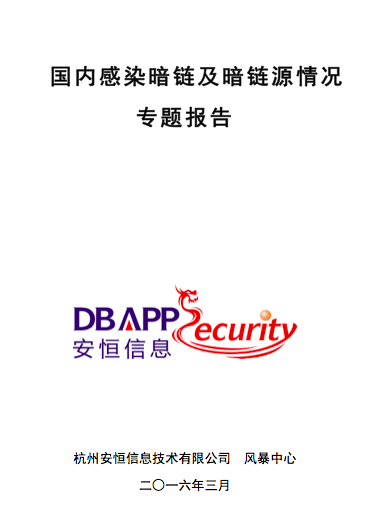 国内感染暗链及暗链源情况
专题报告
DBAPPSecurity
安恒信息
杭州安恒信息技术有限公司 风暴中心
二〇一六年三月